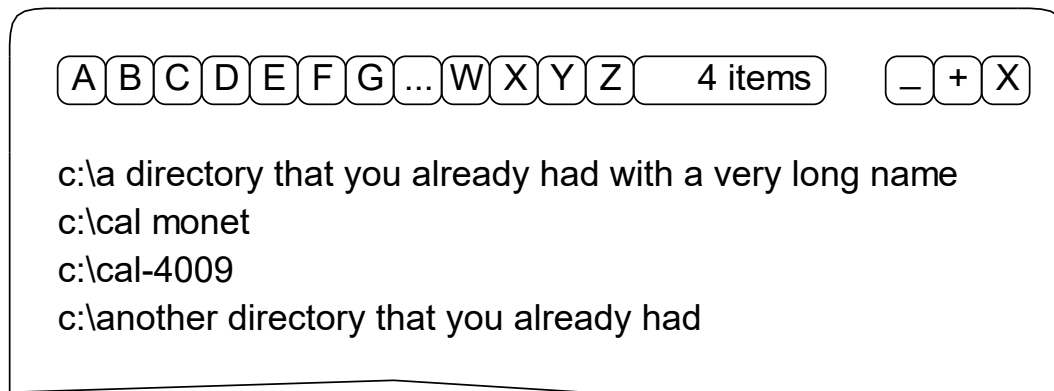 A B C D E F G ... W X Y Z 4 items _ + X
c:\a directory that you already had with a very long name
c:\cal monet
c:\cal-4009
c:\another directory that you already had